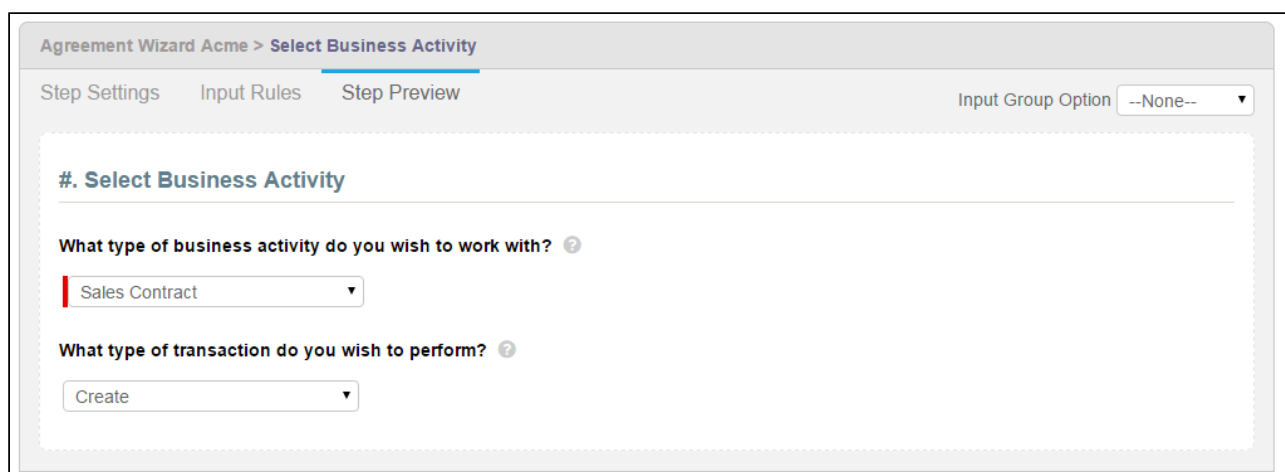 Agreement Wizard Acme > Select Business Activity
Step Settings Input Rules Step Preview
Input Group Option --None--
#. Select Business Activity
What type of business activity do you wish to work with? ?
Sales Contract
What type of transaction do you wish to perform? ?
Create